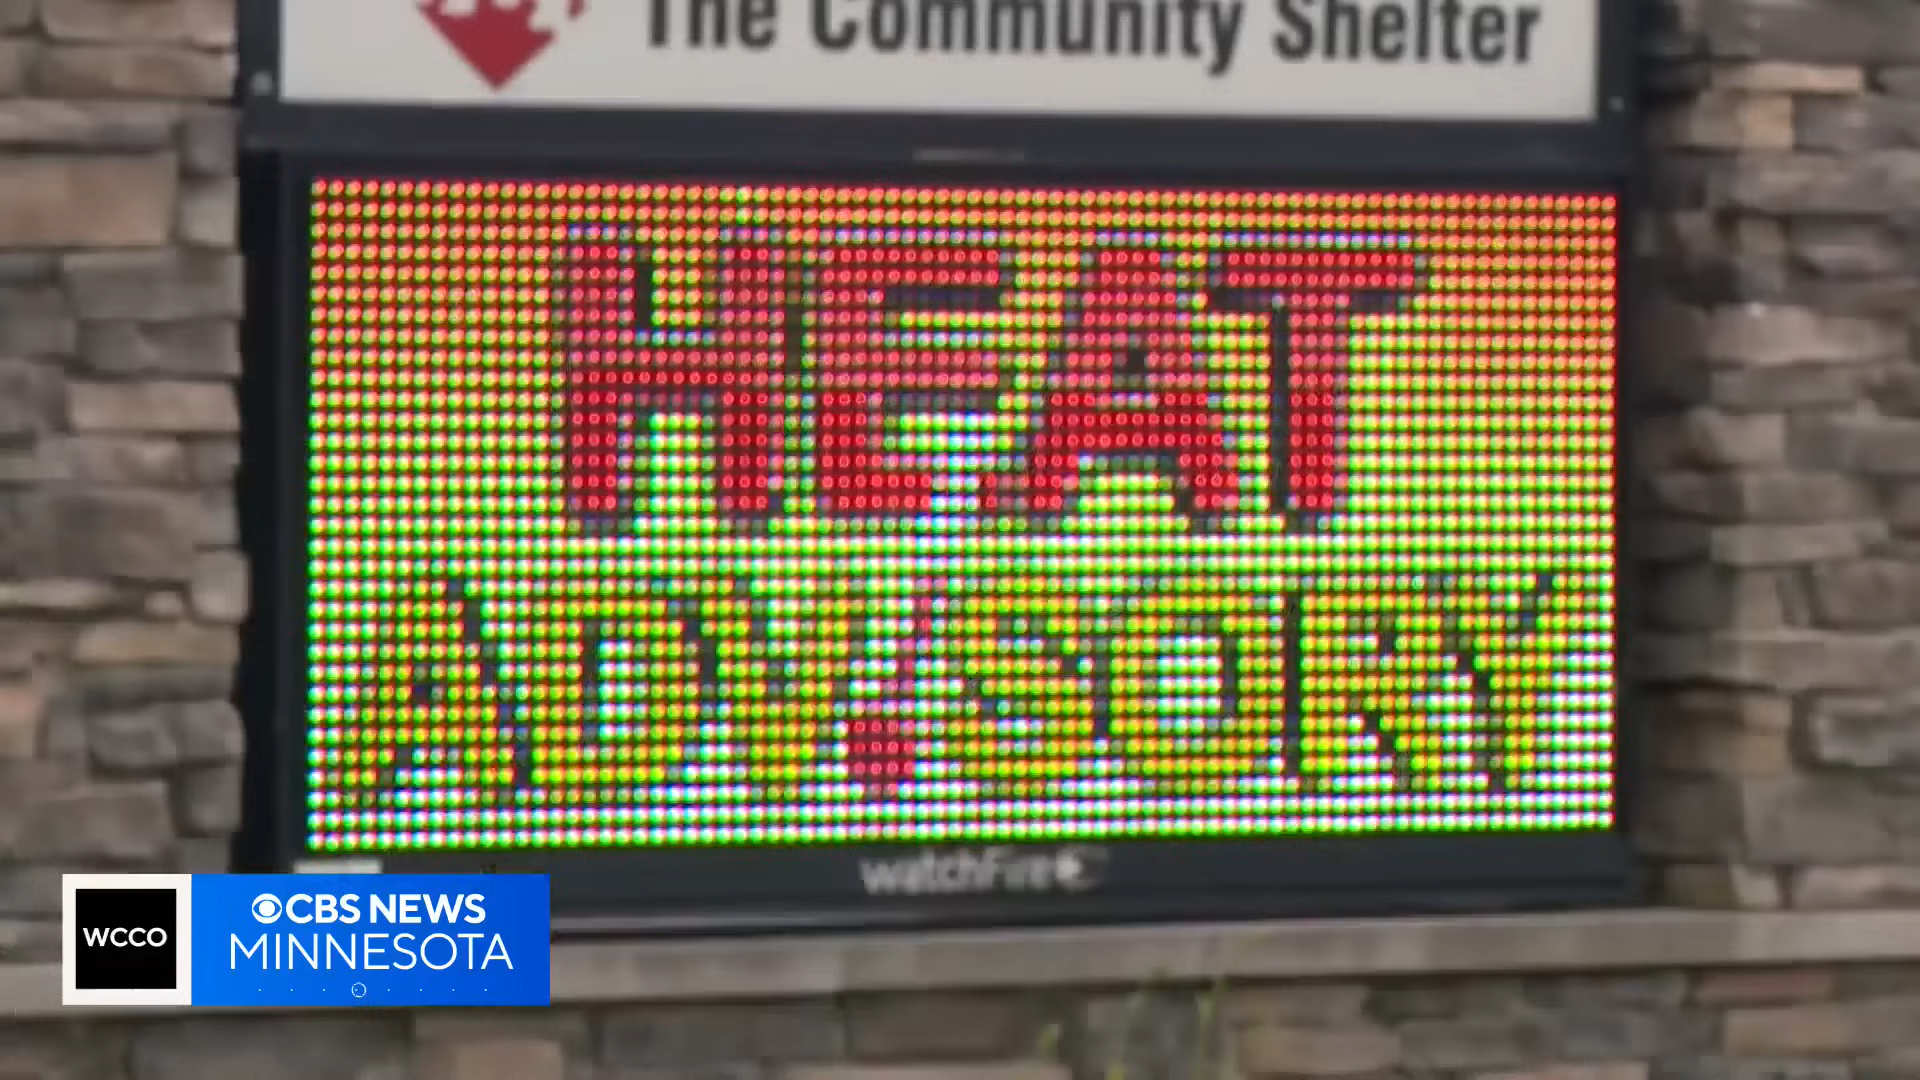 The Community Shelter
HEAT
ADVISORY
watchFire
WCCO
CBS NEWS
MINNESOTA